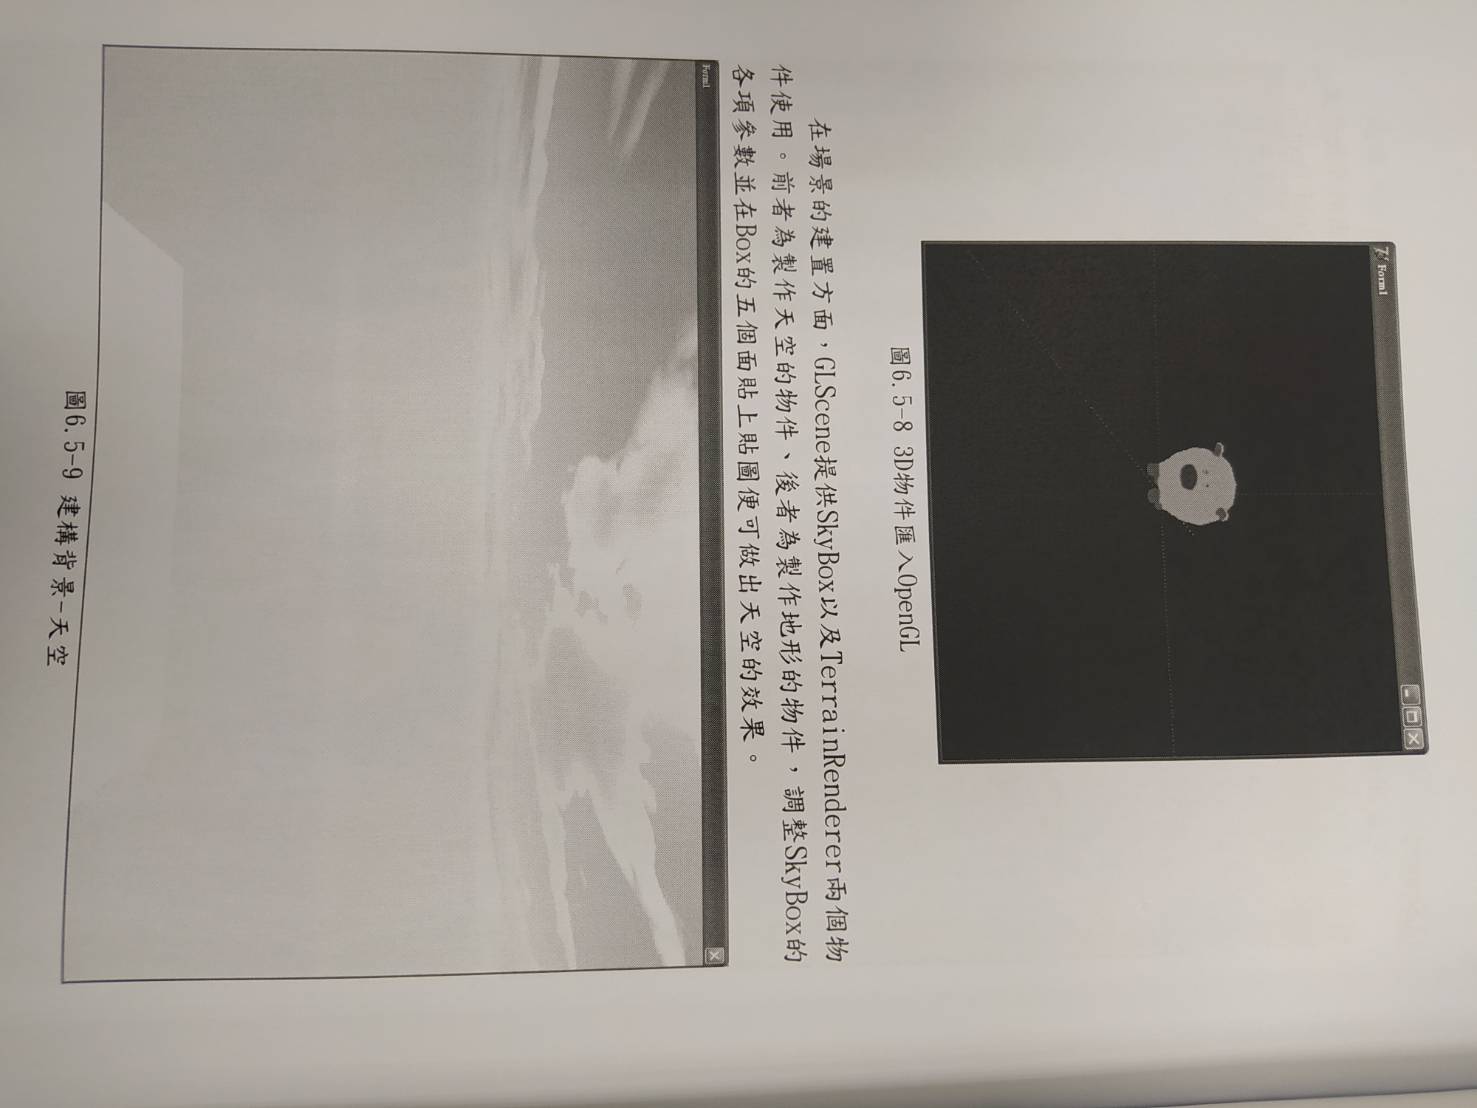 Form1
圖6.5-8 3D物件匯入OpenGL
在場景的建置方面，GLScene提供SkyBox以及TerrainRenderer兩個物
件使用。前者為製作天空的物件、後者為製作地形的物件，調整SkyBox的
各項參數並在Box的五個面貼上貼圖便可做出天空的效果。
Form1
圖6.5-9 建構背景-天空